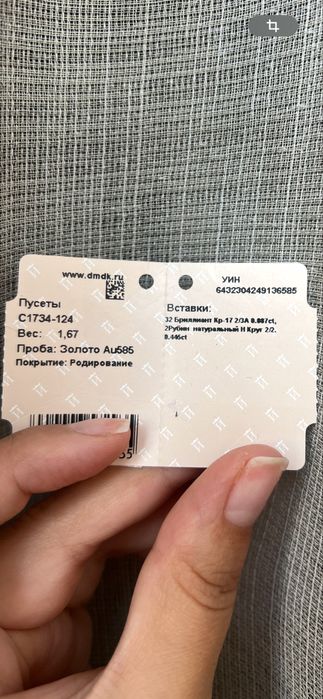 www.dmdk.ru
Пусеты
С1734-124
Вес: 1,67
Проба: Золото Au585
Покрытие: Родирование
УИН
6432304249136585
Вставки:
32 Бриллиант Кр-17 2/3А 0.087ct,
2Рубин натуральный Н Круг 2/2.
0.446ct